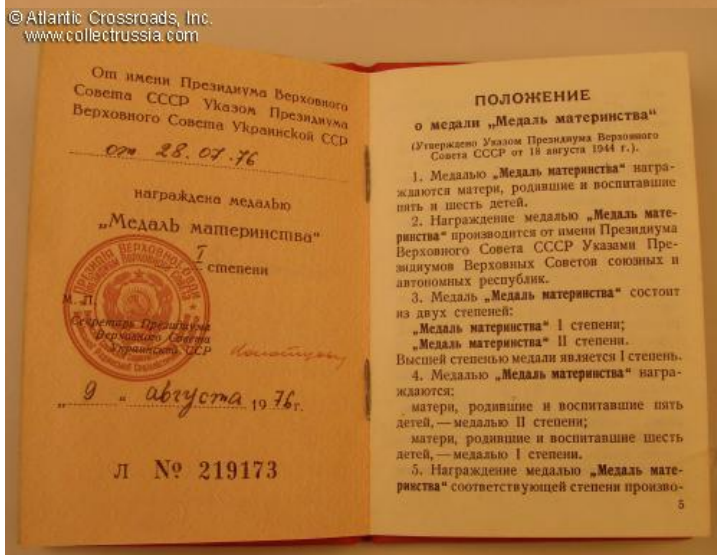 © Atlantic Crossroads, Inc.
www.collectrussia.com
От имени Президиума Верховного
Совета СССР Указом Президиума
Верховного Совета Украинской ССР
от 28.07.76
награждена медалью
„Медаль материнства“
I степени
М. П.
Секретарь Президиума
Верховного Совета
Украинской ССР
„ 9 “ августа 1976г.
Л № 219173
ПОЛОЖЕНИЕ
о медали „Медаль материнства“
(Утверждено Указом Президиума Верховного
Совета СССР от 18 августа 1944 г.).
1. Медалью „Медаль материнства“ награ-
ждаются матери, родившие и воспитавшие
пять и шесть детей.
2. Награждение медалью „Медаль мате-
ринства“ производится от имени Президиума
Верховного Совета СССР Указами Пре-
зидиумов Верховных Советов союзных и
автономных республик.
3. Медаль „Медаль материнства“ состоит
из двух степеней:
„Медаль материнства“ I степени;
„Медаль материнства“ II степени.
Высшей степенью медали является I степень.
4. Медалью „Медаль материнства“ награ-
ждаются:
матери, родившие и воспитавшие пять
детей, — медалью II степени;
матери, родившие и воспитавшие шесть
детей, — медалью I степени.
5. Награждение медалью „Медаль мате-
ринства“ соответствующей степени произво-
5